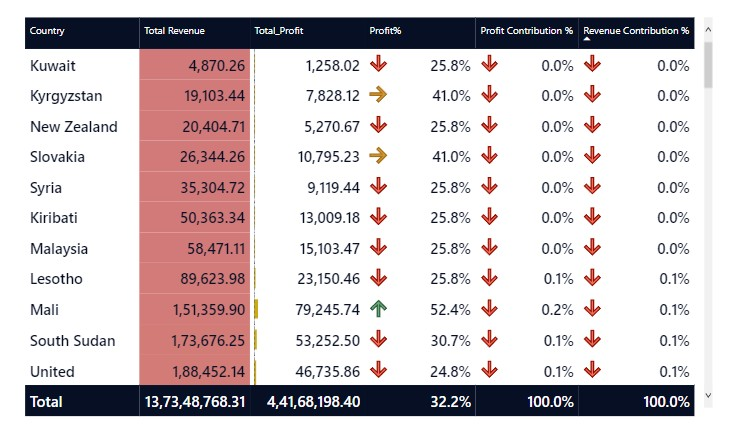 Country Total Revenue Total_Profit Profit% Profit Contribution % Revenue Contribution %
Kuwait 4,870.26 1,258.02 25.8% 0.0% 0.0%
Kyrgyzstan 19,103.44 7,828.12 41.0% 0.0% 0.0%
New Zealand 20,404.71 5,270.67 25.8% 0.0% 0.0%
Slovakia 26,344.26 10,795.23 41.0% 0.0% 0.0%
Syria 35,304.72 9,119.44 25.8% 0.0% 0.0%
Kiribati 50,363.34 13,009.18 25.8% 0.0% 0.0%
Malaysia 58,471.11 15,103.47 25.8% 0.0% 0.0%
Lesotho 89,623.98 23,150.46 25.8% 0.1% 0.1%
Mali 1,51,359.90 79,245.74 52.4% 0.2% 0.1%
South Sudan 1,73,676.25 53,252.50 30.7% 0.1% 0.1%
United 1,88,452.14 46,735.86 24.8% 0.1% 0.1%
Total 13,73,48,768.31 4,41,68,198.40 32.2% 100.0% 100.0%